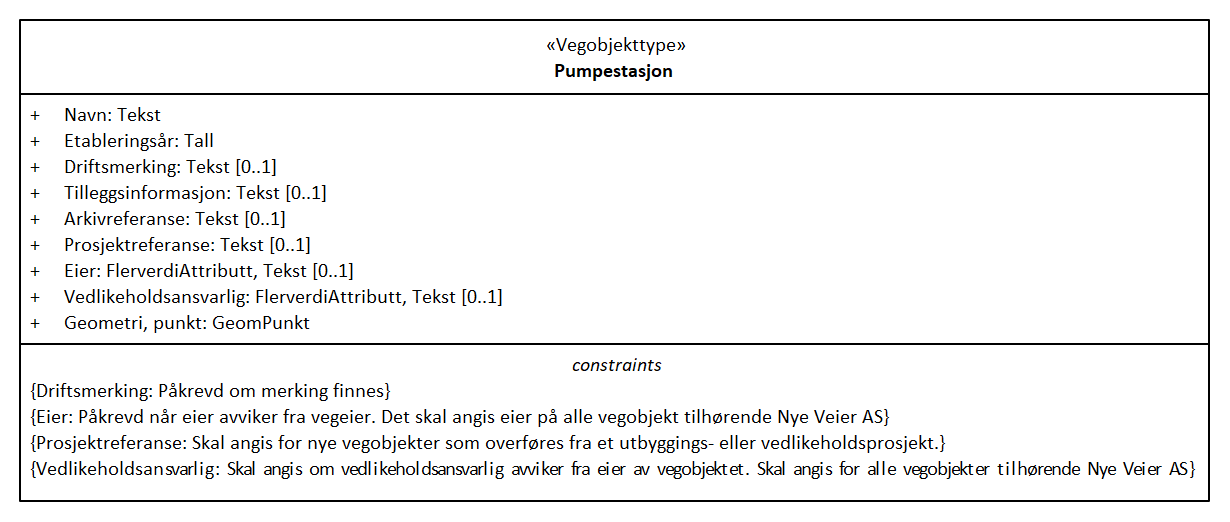 «Vegobjekttype»
Pumpestasjon
+ Navn: Tekst
+ Etableringsår: Tall
+ Driftsmerking: Tekst [0..1]
+ Tilleggsinformasjon: Tekst [0..1]
+ Arkivreferanse: Tekst [0..1]
+ Prosjektreferanse: Tekst [0..1]
+ Eier: FlerverdiAttributt, Tekst [0..1]
+ Vedlikeholdsansvarlig: FlerverdiAttributt, Tekst [0..1]
+ Geometri, punkt: GeomPunkt
constraints
{Driftsmerking: Påkrevd om merking finnes}
{Eier: Påkrevd når eier avviker fra vegeier. Det skal angis eier på alle vegobjekt tilhørende Nye Veier AS}
{Prosjektreferanse: Skal angis for nye vegobjekter som overføres fra et utbyggings- eller vedlikeholdsprosjekt.}
{Vedlikeholdsansvarlig: Skal angis om vedlikeholdsansvarlig avviker fra eier av vegobjektet. Skal angis for alle vegobjekter tilhørende Nye Veier AS}